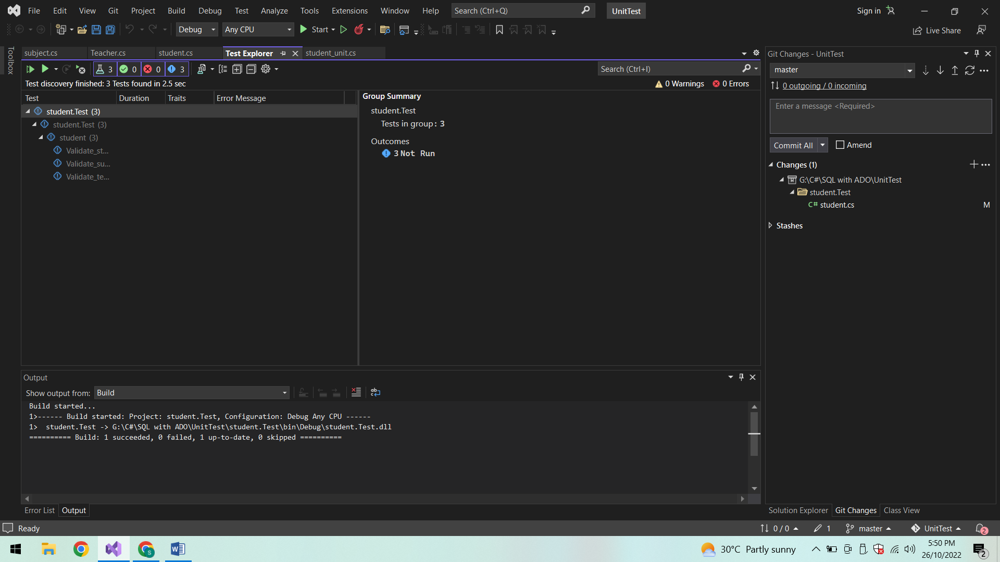 File Edit View Git Project Build Debug Test Analyze Tools Extensions Window Help Search (Ctrl+Q) UnitTest Sign in
Debug Any CPU Start Live Share
Toolbox
subject.cs Teacher.cs student.cs Test Explorer student_unit.cs
3 0 0 3 Search (Ctrl+I)
Test discovery finished: 3 Tests found in 2.5 sec 0 Warnings 0 Errors
Test Duration Traits Error Message
student.Test (3)
student.Test (3)
student (3)
Validate_st...
Validate_su...
Validate_te...
Group Summary
student.Test
Tests in group: 3
Outcomes
3 Not Run
Git Changes - UnitTest
master
0 outgoing / 0 incoming
Enter a message <Required>
Commit All Amend
Changes (1)
G:\C#\SQL with ADO\UnitTest
student.Test
C# student.cs M
Stashes
Output
Show output from: Build
Build started...
1>------ Build started: Project: student.Test, Configuration: Debug Any CPU ------
1>  student.Test -> G:\C#\SQL with ADO\UnitTest\student.Test\bin\Debug\student.Test.dll
========== Build: 1 succeeded, 0 failed, 1 up-to-date, 0 skipped ==========
Error List Output
Solution Explorer Git Changes Class View
Ready 0 / 0 1 master UnitTest 2
30°C Partly sunny 5:50 PM
26/10/2022 2